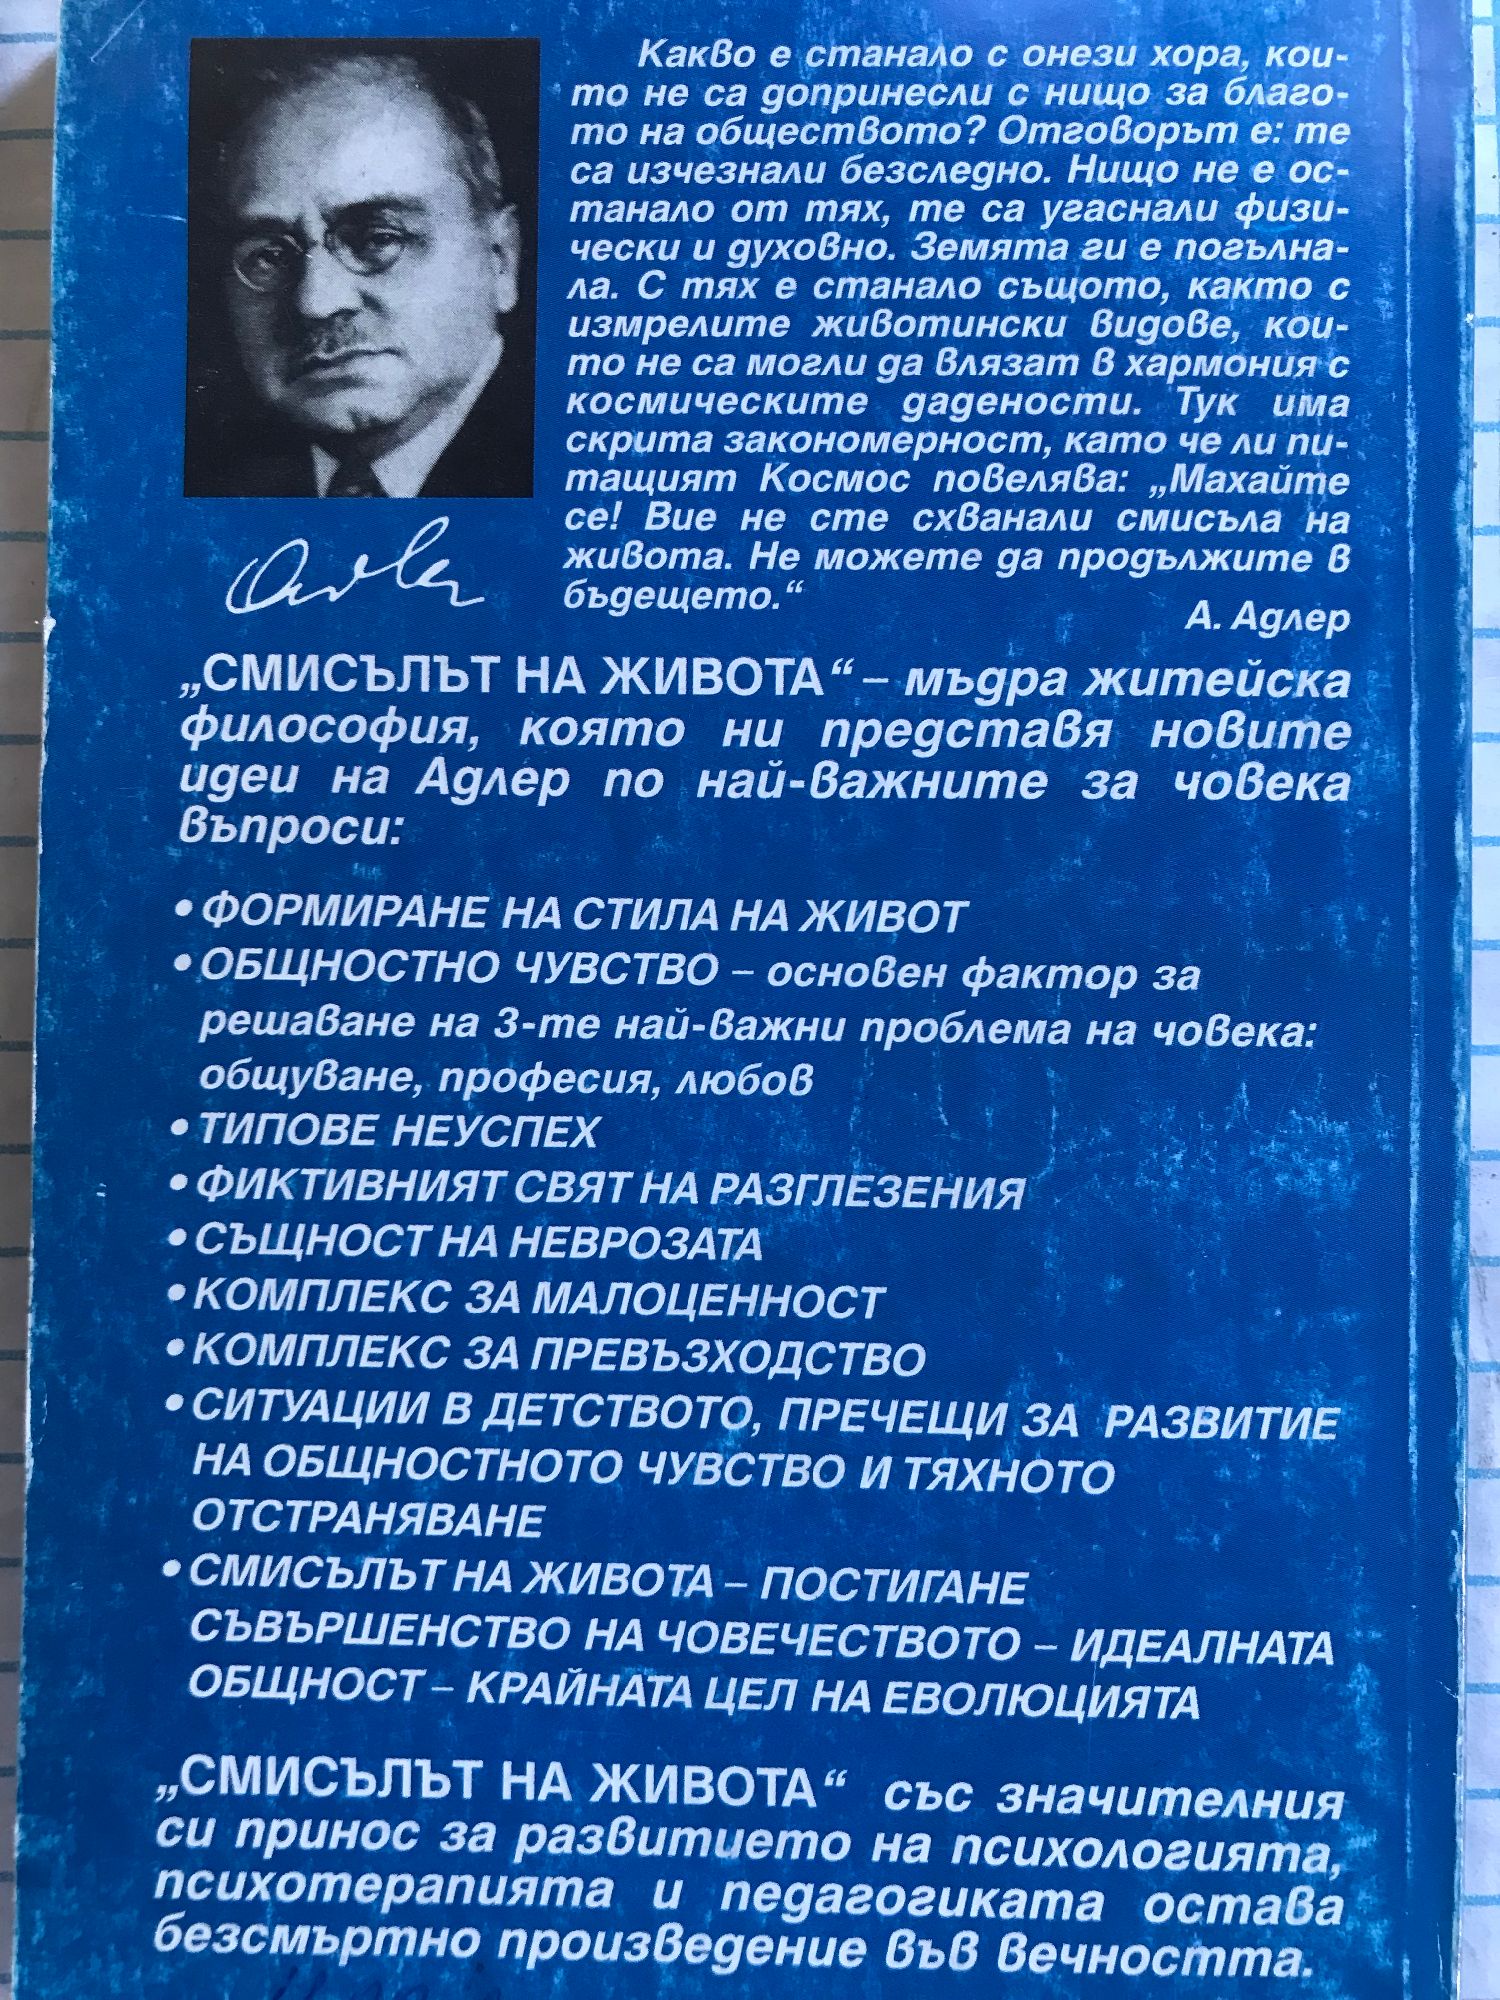 Какво е станало с онези хора, кои-
то не са допринесли с нищо за благо-
то на обществото? Отговорът е: те
са изчезнали безследно. Нищо не е ос-
танало от тях, те са угаснали физи-
чески и духовно. Земята ги е погълна-
ла. С тях е станало същото, както с
измрелите животински видове, кои-
то не са могли да влязат в хармония с
космическите дадености. Тук има
скрита закономерност, като че ли пи-
тащият Космос повелява: „Махайте
се! Вие не сте схванали смисъла на
живота. Не можете да продължите в
бъдещето.“
А. Адлер
„СМИСЪЛЪТ НА ЖИВОТА“ – мъдра житейска
философия, която ни представя новите
идеи на Адлер по най-важните за човека
въпроси:
• ФОРМИРАНЕ НА СТИЛА НА ЖИВОТ
• ОБЩНОСТНО ЧУВСТВО – основен фактор за
решаване на 3-те най-важни проблема на човека:
общуване, професия, любов
• ТИПОВЕ НЕУСПЕХ
• ФИКТИВНИЯТ СВЯТ НА РАЗГЛЕЗЕНИЯ
• СЪЩНОСТ НА НЕВРОЗАТА
• КОМПЛЕКС ЗА МАЛОЦЕННОСТ
• КОМПЛЕКС ЗА ПРЕВЪЗХОДСТВО
• СИТУАЦИИ В ДЕТСТВОТО, ПРЕЧЕЩИ ЗА РАЗВИТИЕ
НА ОБЩНОСТНОТО ЧУВСТВО И ТЯХНОТО
ОТСТРАНЯВАНЕ
• СМИСЪЛЪТ НА ЖИВОТА – ПОСТИГАНЕ
СЪВЪРШЕНСТВО НА ЧОВЕЧЕСТВОТО – ИДЕАЛНАТА
ОБЩНОСТ – КРАЙНАТА ЦЕЛ НА ЕВОЛЮЦИЯТА
„СМИСЪЛЪТ НА ЖИВОТА“ със значителния
си принос за развитието на психологията,
психотерапията и педагогиката остава
безсмъртно произведение във вечността.